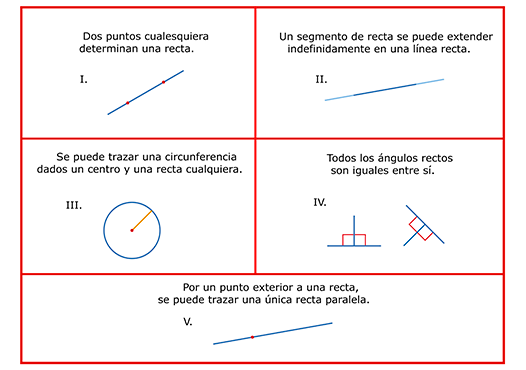 Dos puntos cualesquiera
determinan una recta.
I.
Un segmento de recta se puede extender
indefinidamente en una línea recta.
II.
Se puede trazar una circunferencia
dados un centro y una recta cualquiera.
III.
Todos los ángulos rectos
son iguales entre sí.
IV.
Por un punto exterior a una recta,
se puede trazar una única recta paralela.
V.